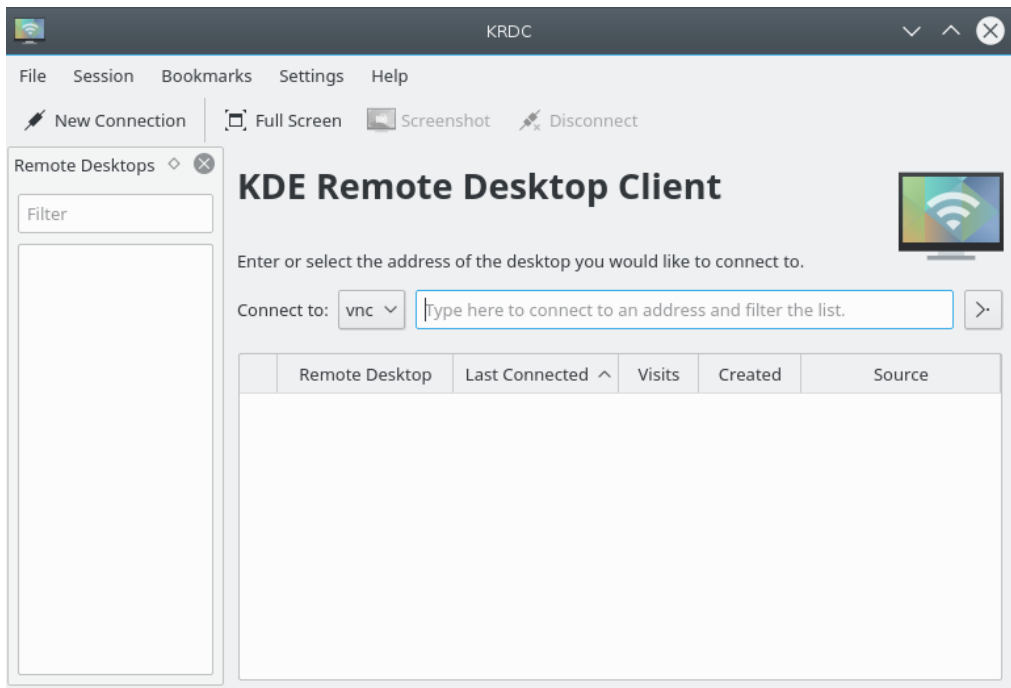 KRDC
File Session Bookmarks Settings Help
New Connection Full Screen Screenshot Disconnect
Remote Desktops
Filter
KDE Remote Desktop Client
Enter or select the address of the desktop you would like to connect to.
Connect to: vnc Type here to connect to an address and filter the list.
Remote Desktop Last Connected Visits Created Source